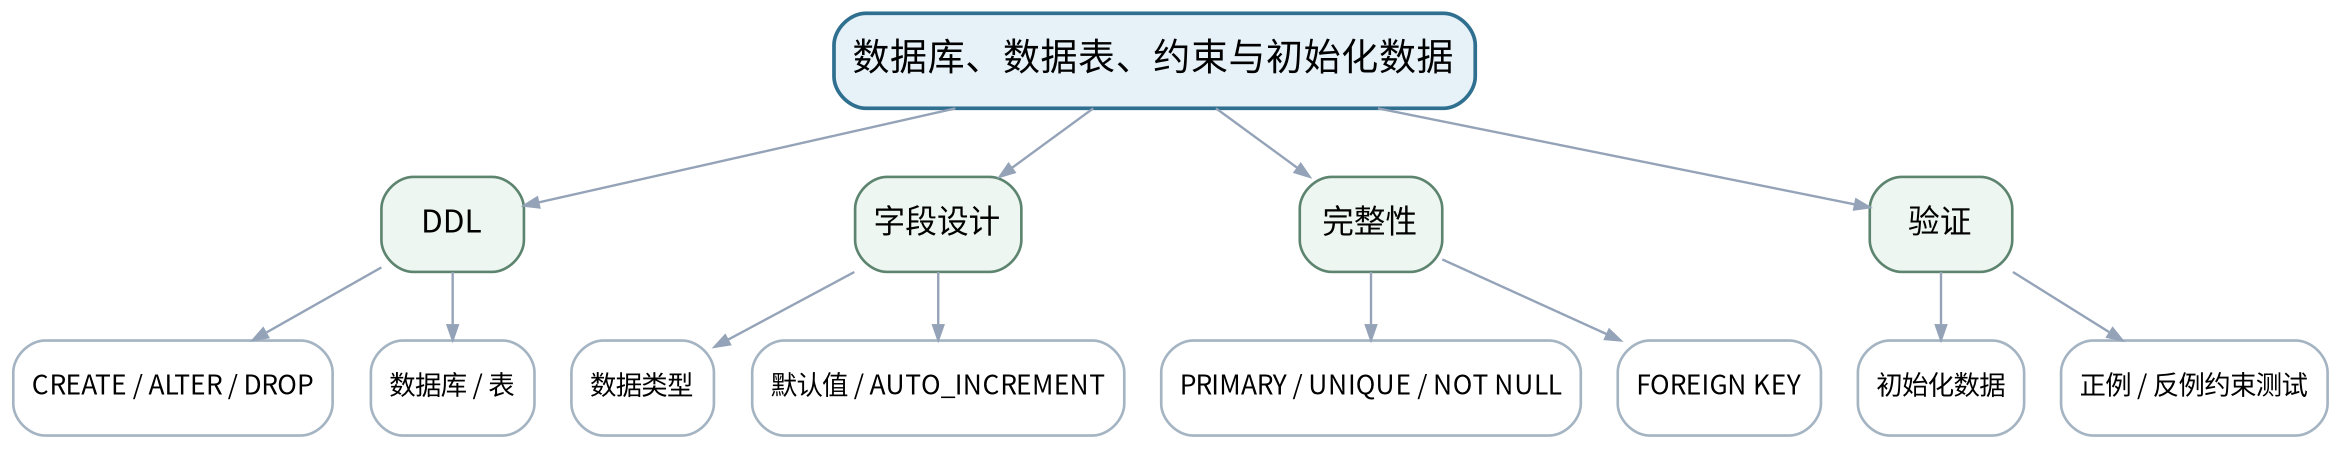 数据库、数据表、约束与初始化数据
DDL
字段设计
完整性
验证
CREATE / ALTER / DROP
数据库 / 表
数据类型
默认值 / AUTO_INCREMENT
PRIMARY / UNIQUE / NOT NULL
FOREIGN KEY
初始化数据
正例 / 反例约束测试